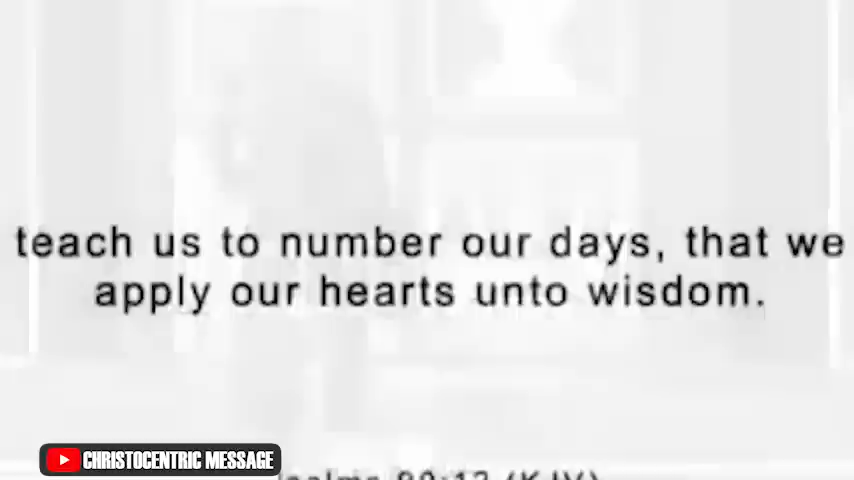 teach us to number our days, that we
apply our hearts unto wisdom.
CHRISTOCENTRIC MESSAGE